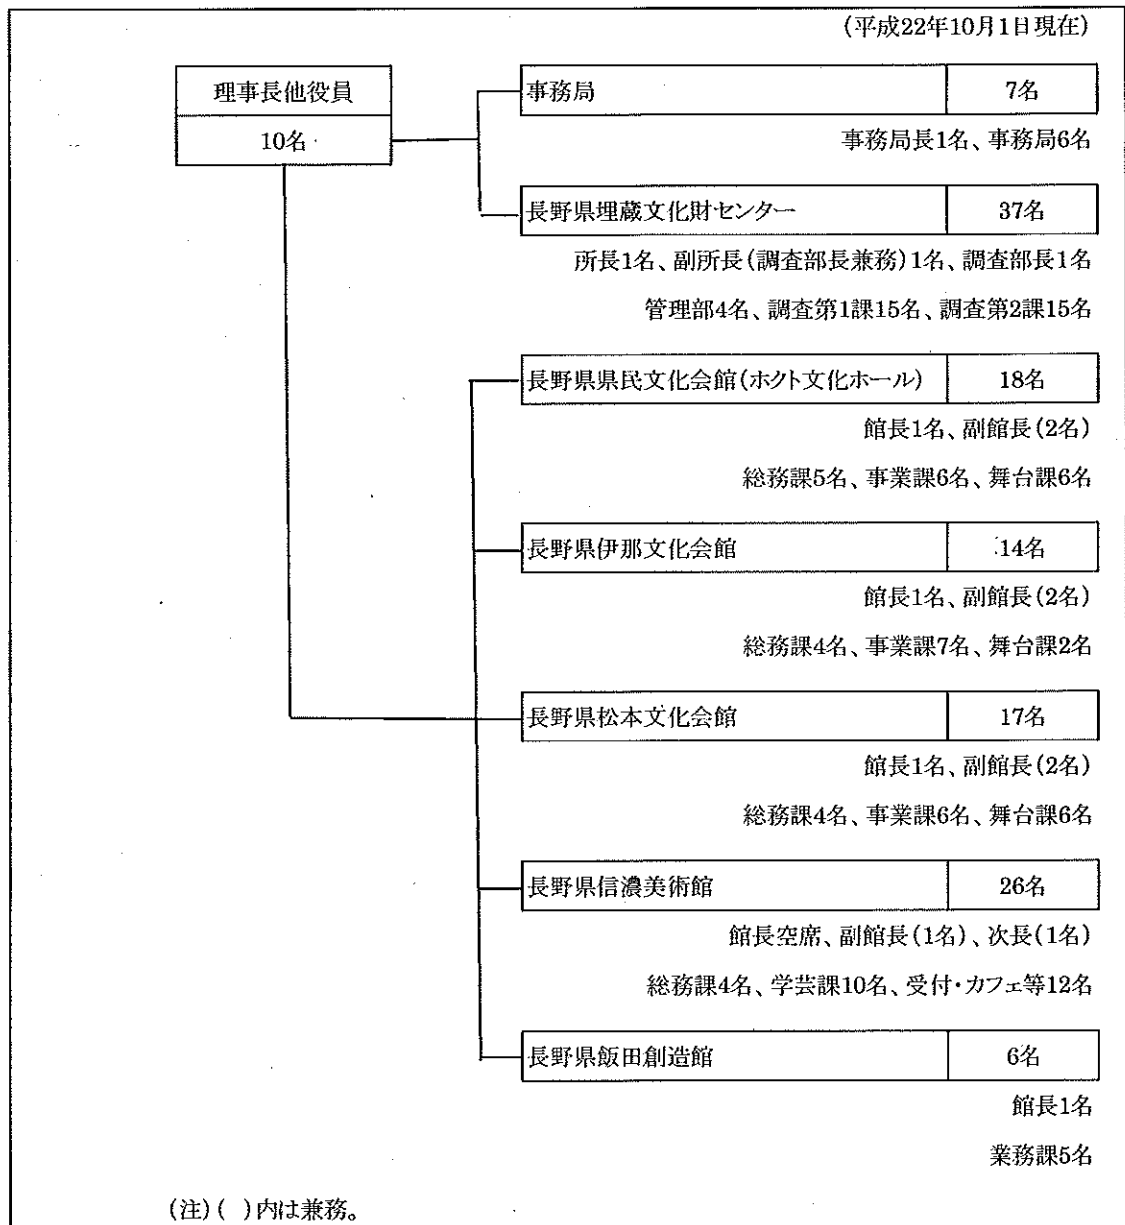 (平成22年10月1日現在)
理事長他役員
10名
事務局
7名
事務局長1名、事務局6名
長野県埋蔵文化財センター
37名
所長1名、副所長(調査部長兼務)1名、調査部長1名
管理部4名、調査第1課15名、調査第2課15名
長野県県民文化会館(ホクト文化ホール)
18名
館長1名、副館長(2名)
総務課5名、事業課6名、舞台課6名
長野県伊那文化会館
14名
館長1名、副館長(2名)
総務課4名、事業課7名、舞台課2名
長野県松本文化会館
17名
館長1名、副館長(2名)
総務課4名、事業課6名、舞台課6名
長野県信濃美術館
26名
館長空席、副館長(1名)、次長(1名)
総務課4名、学芸課10名、受付・カフェ等12名
長野県飯田創造館
6名
館長1名
業務課5名
(注)( )内は兼務。